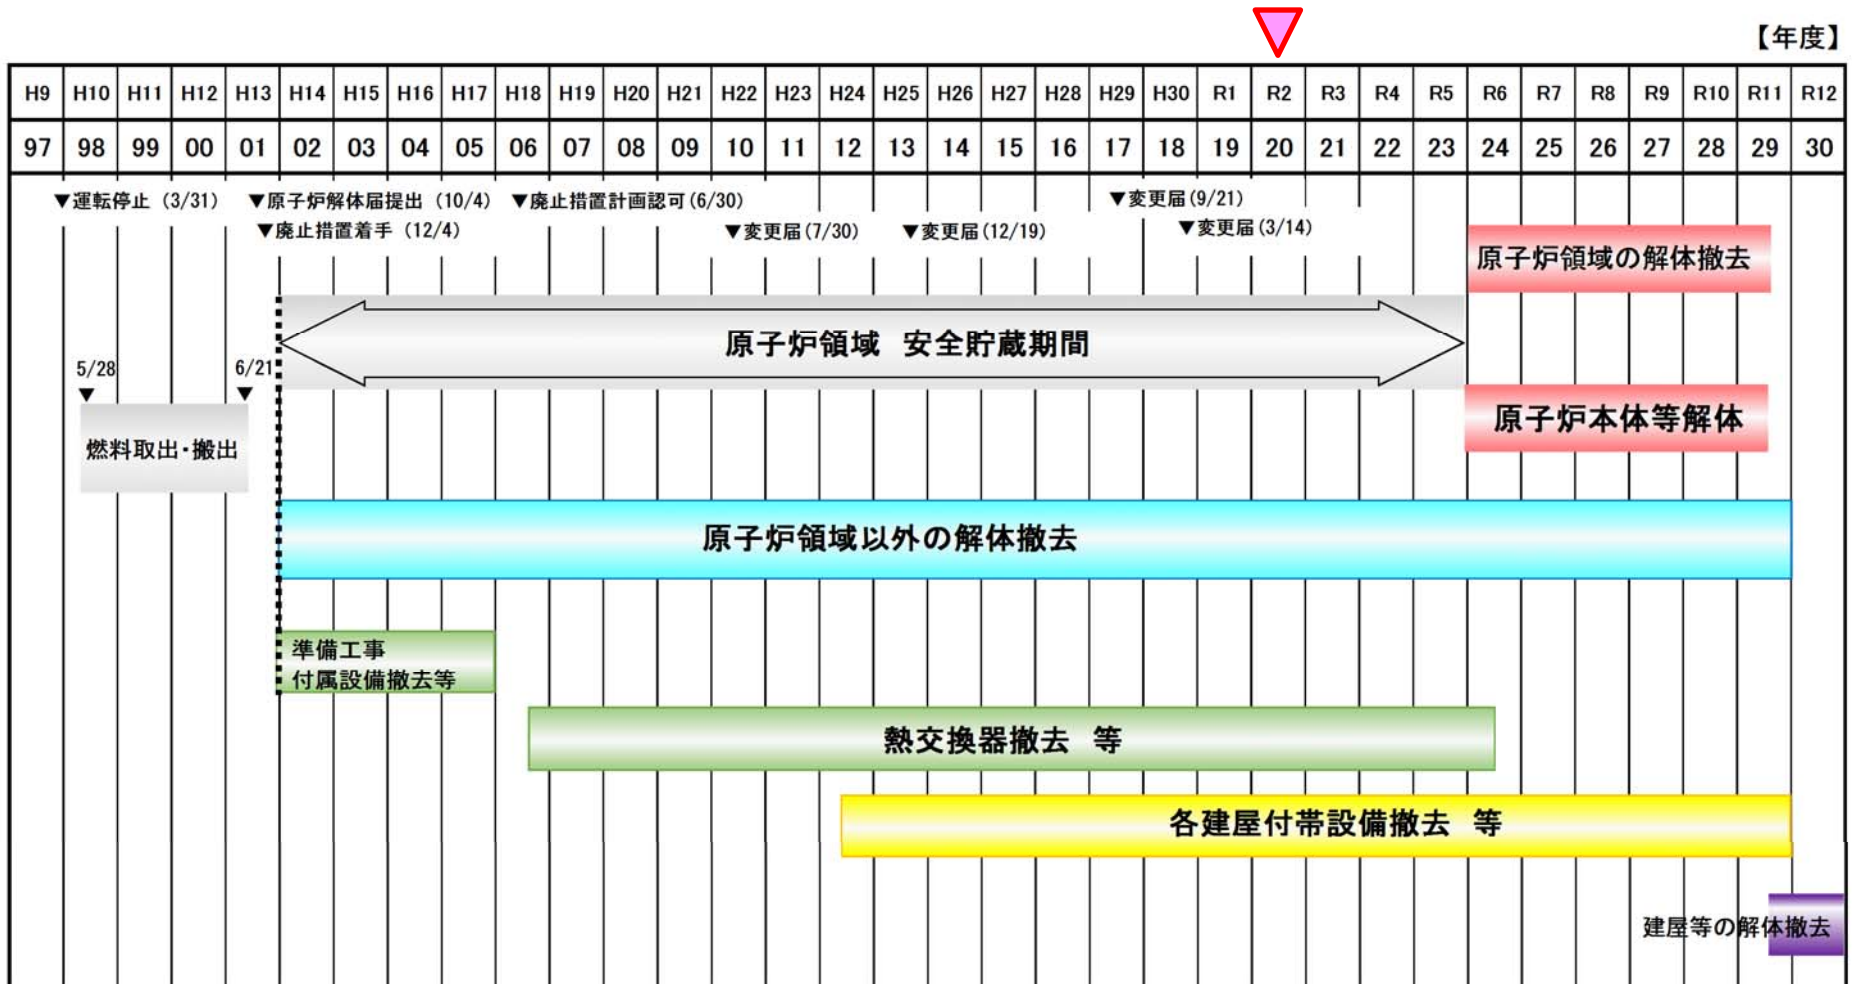 【年度】
H9 H10 H11 H12 H13 H14 H15 H16 H17 H18 H19 H20 H21 H22 H23 H24 H25 H26 H27 H28 H29 H30 R1 R2 R3 R4 R5 R6 R7 R8 R9 R10 R11 R12
97 98 99 00 01 02 03 04 05 06 07 08 09 10 11 12 13 14 15 16 17 18 19 20 21 22 23 24 25 26 27 28 29 30
▼運転停止（3/31） ▼原子炉解体届提出（10/4） ▼廃止措置計画認可(6/30) ▼変更届(9/21)
▼廃止措置着手（12/4） ▼変更届(7/30) ▼変更届(12/19) ▼変更届(3/14)
原子炉領域の解体撤去
原子炉領域　安全貯蔵期間
5/28 6/21
▼ ▼
原子炉本体等解体
燃料取出・搬出
原子炉領域以外の解体撤去
準備工事
付属設備撤去等
熱交換器撤去　等
各建屋付帯設備撤去　等
建屋等の解体撤去